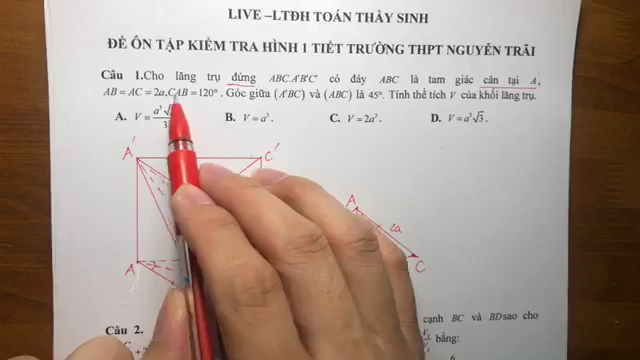 LIVE –LTĐH TOÁN THẦY SINH
ĐỀ ÔN TẬP KIỂM TRA HÌNH 1 TIẾT TRƯỜNG THPT NGUYỄN TRÃI
Câu 1.Cho lăng trụ đứng ABC.A'B'C' có đáy ABC là tam giác cân tại A,
AB = AC = 2a, CAB = 120°. Góc giữa (A'BC) và (ABC) là 45°. Tính thể tích V của khối lăng trụ.
A. V = a³√ B. V = a³. C. V = 2a³. D. V = a³√3.
3
A' C'
A 2a
C
A
Câu 2. cạnh BC và BD sao cho
bằng: